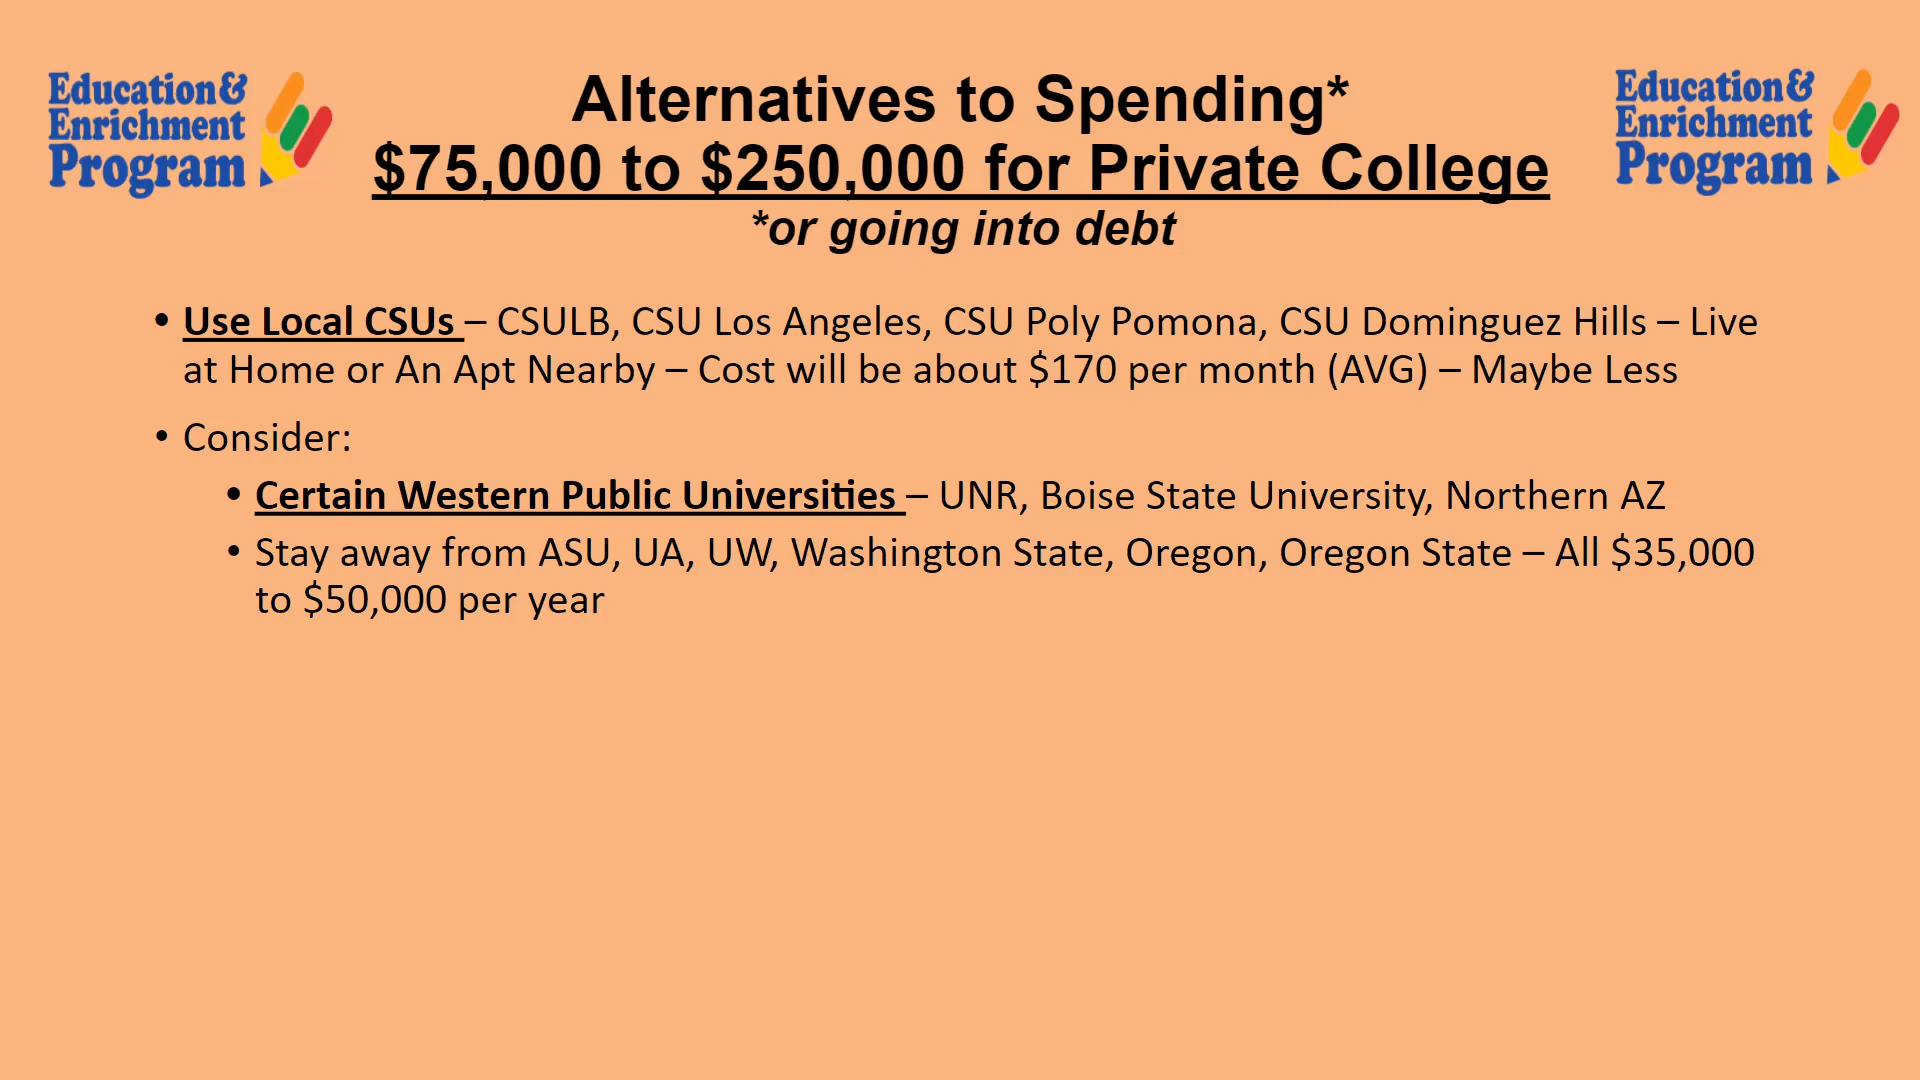 Education&
Enrichment
Program
Alternatives to Spending*
$75,000 to $250,000 for Private College
*or going into debt
Education&
Enrichment
Program
• Use Local CSUs – CSULB, CSU Los Angeles, CSU Poly Pomona, CSU Dominguez Hills – Live
at Home or An Apt Nearby – Cost will be about $170 per month (AVG) – Maybe Less
• Consider:
• Certain Western Public Universities – UNR, Boise State University, Northern AZ
• Stay away from ASU, UA, UW, Washington State, Oregon, Oregon State – All $35,000
to $50,000 per year